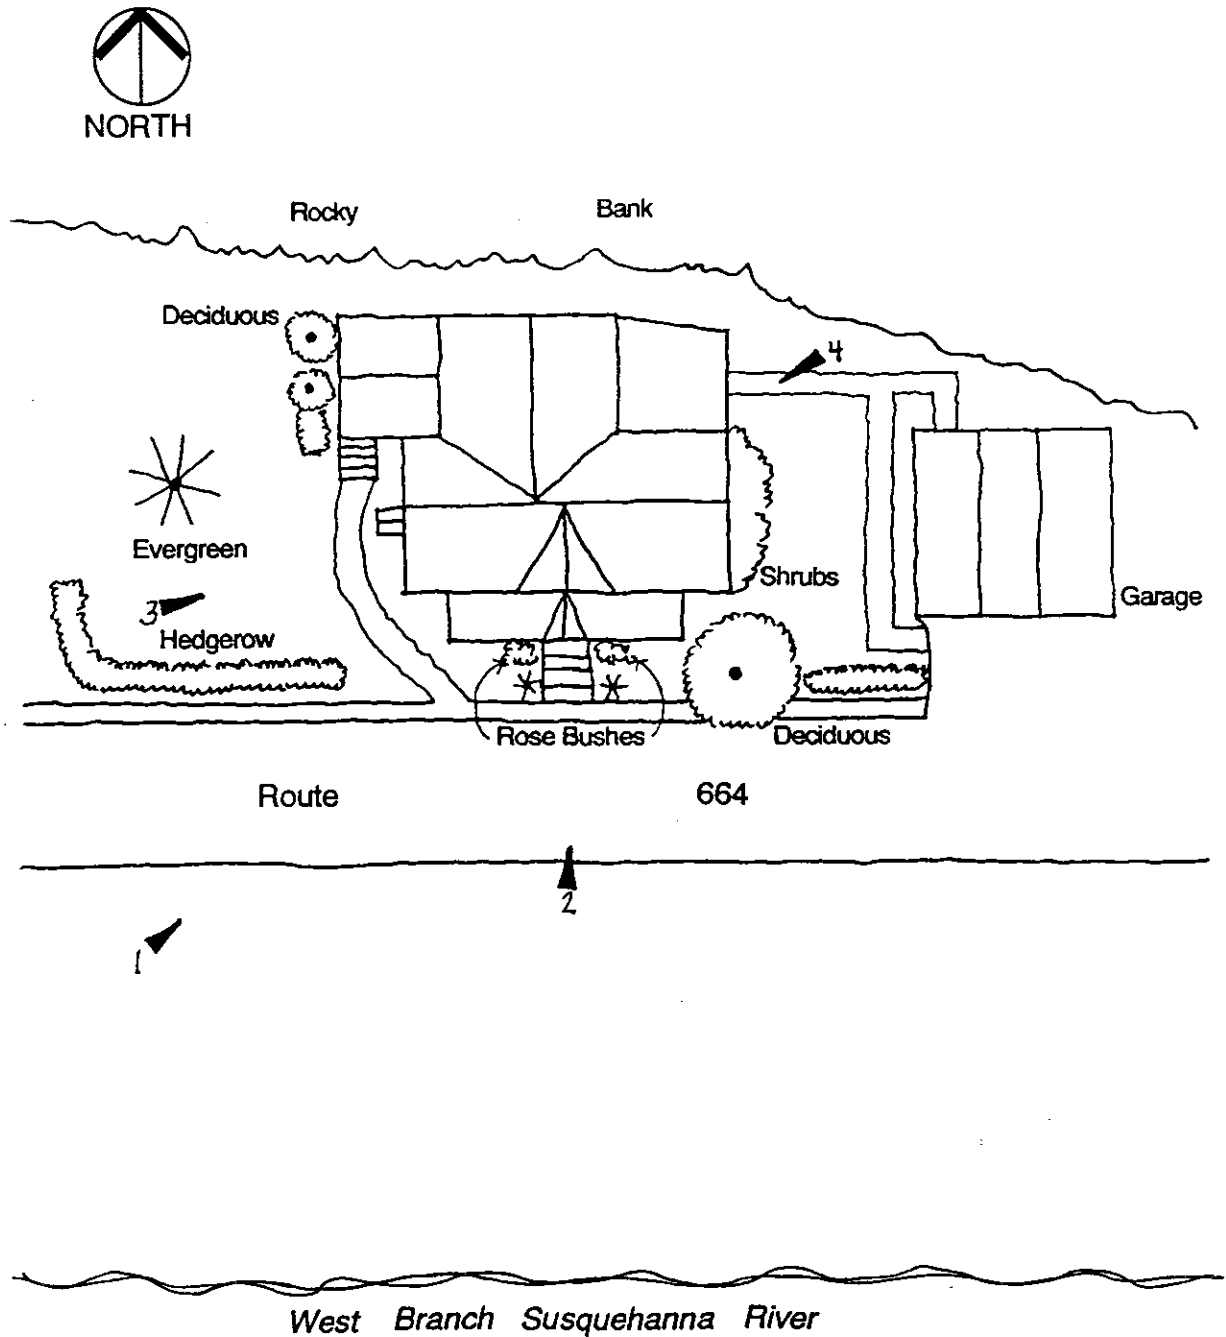 NORTH
Rocky Bank
Deciduous
4
Evergreen
Shrubs
Garage
3
Hedgerow
Rose Bushes
Deciduous
Route 664
2
1
West Branch Susquehanna River